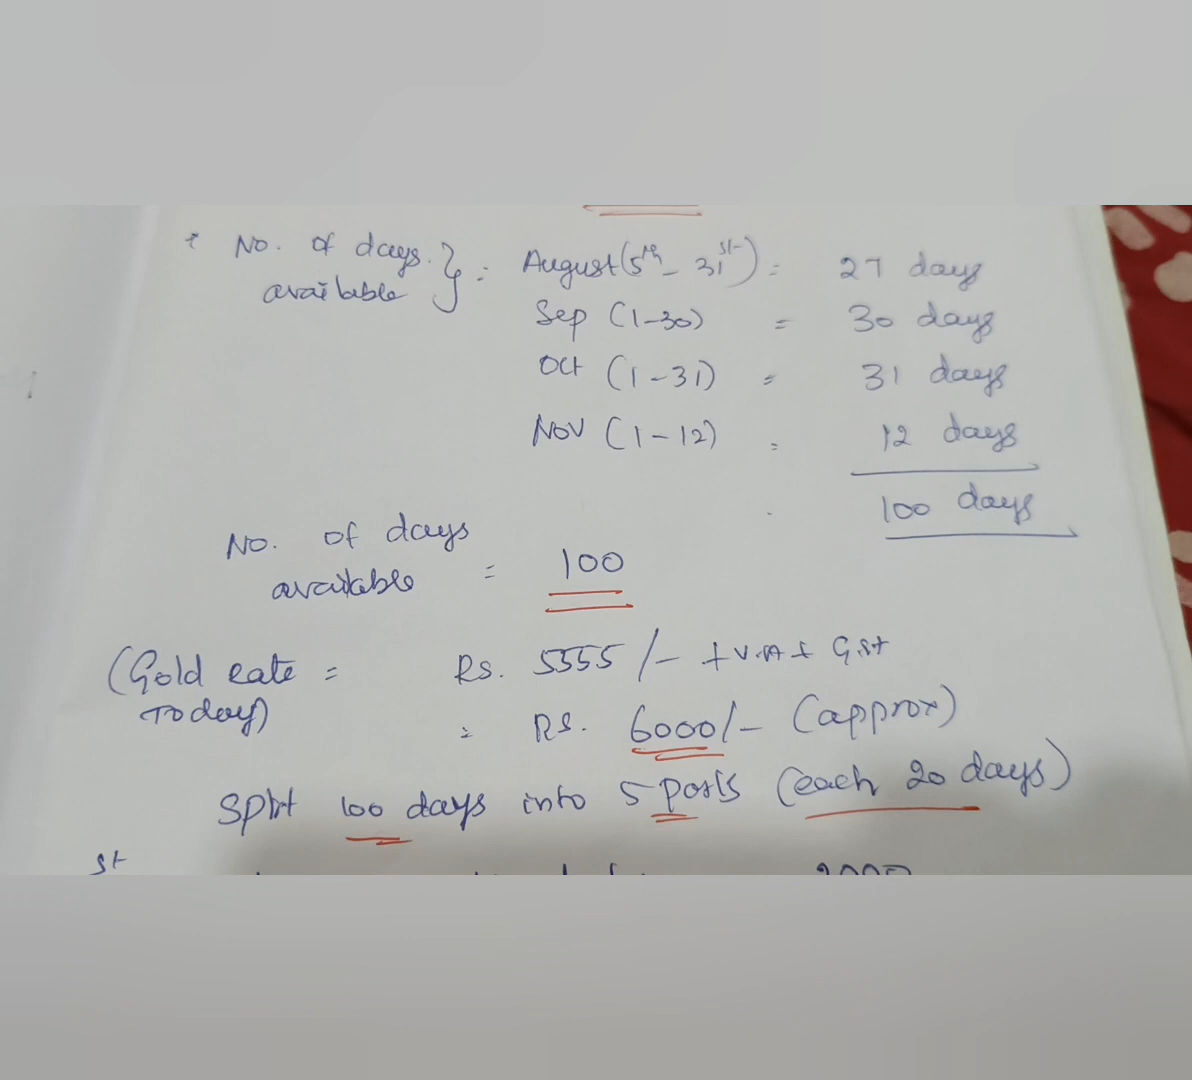 No. of days } : August (5th - 31st) = 27 days
available
Sep (1-30) = 30 days
Oct (1-31) = 31 days
Nov (1-12) = 12 days
100 days
No. of days
available = 100
(Gold rate = Rs. 5555/- + V.A + G.st
Today) = Rs. 6000/- (approx)
Split 100 days into 5 parts (each 20 days)
st